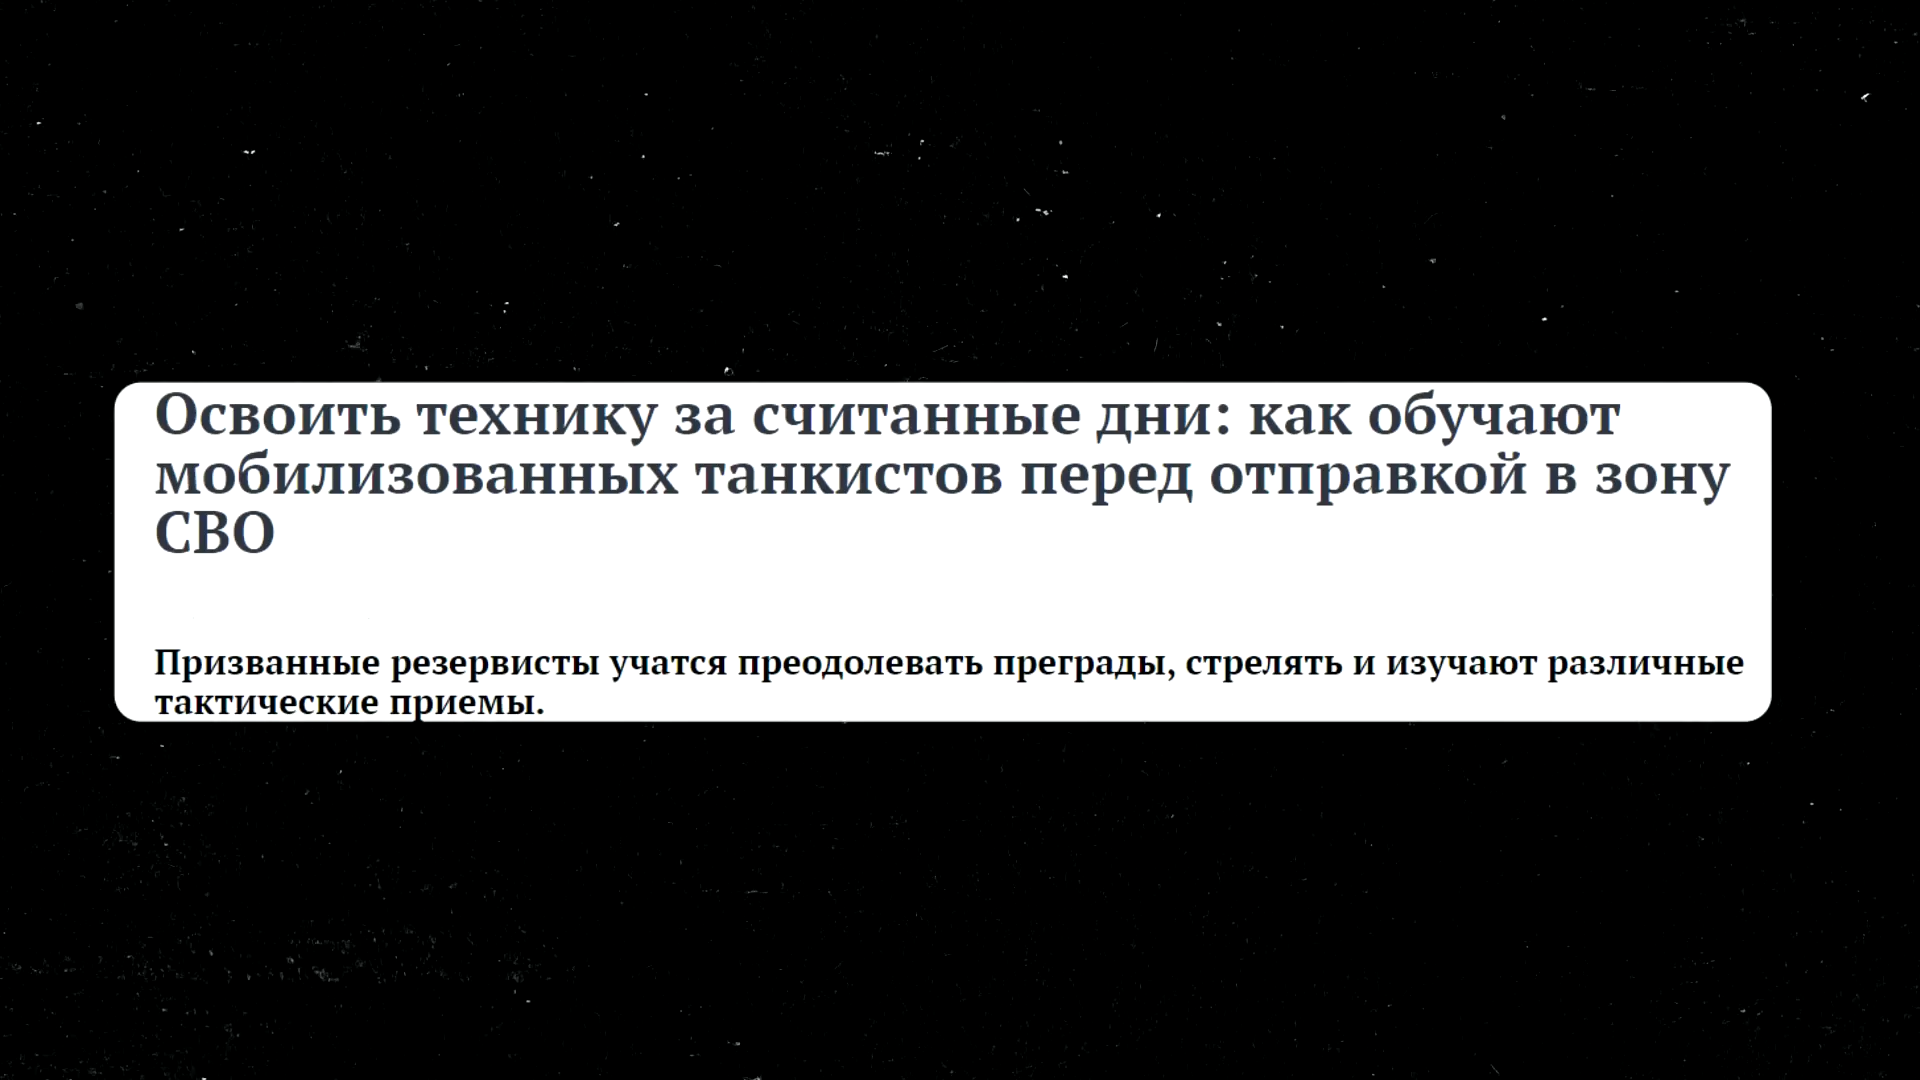 Освоить технику за считанные дни: как обучают
мобилизованных танкистов перед отправкой в зону
СВО
Призванные резервисты учатся преодолевать преграды, стрелять и изучают различные
тактические приемы.